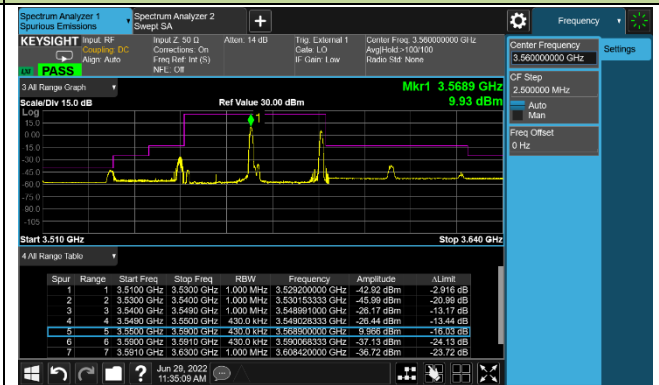 Spectrum Analyzer 1
Spurious Emissions
Spectrum Analyzer 2
Swept SA
+
Frequency
KEYSIGHT
Input: RF
Coupling: DC
Align: Auto
Input Z: 50 Ω
Corrections: On
Freq Ref: Int (S)
NFE: Off
Atten: 14 dB
Trig: External 1
Gate: LO
IF Gain: Low
Center Freq: 3.560000000 GHz
Avg|Hold:>100/100
Radio Std: None
PASS
Center Frequency
3.560000000 GHz
Settings
CF Step
2.500000 MHz
Auto
Man
Freq Offset
0 Hz
3 All Range Graph
Mkr1 3.5689 GHz
Scale/Div 15.0 dB
Ref Value 30.00 dBm
9.93 dBm
Log
15.0
0.00
-15.0
-30.0
-45.0
-60.0
-75.0
-90.0
-105
1
Start 3.510 GHz
Stop 3.640 GHz
4 All Range Table
Spur Range Start Freq Stop Freq RBW Frequency Amplitude ΔLimit
1 1 3.5100 GHz 3.5300 GHz 1.000 MHz 3.529200000 GHz -42.92 dBm -2.916 dB
2 2 3.5300 GHz 3.5400 GHz 1.000 MHz 3.530153333 GHz -45.99 dBm -20.99 dB
3 3 3.5400 GHz 3.5490 GHz 1.000 MHz 3.548991000 GHz -26.17 dBm -13.17 dB
4 4 3.5490 GHz 3.5500 GHz 430.0 kHz 3.549028333 GHz -26.44 dBm -13.44 dB
5 5 3.5500 GHz 3.5900 GHz 430.0 kHz 3.568900000 GHz 9.966 dBm -16.03 dB
6 6 3.5900 GHz 3.5910 GHz 430.0 kHz 3.590068333 GHz -37.13 dBm -24.13 dB
7 7 3.5910 GHz 3.6300 GHz 1.000 MHz 3.608420000 GHz -36.72 dBm -23.72 dB
?
Jun 29, 2022
11:35:09 AM